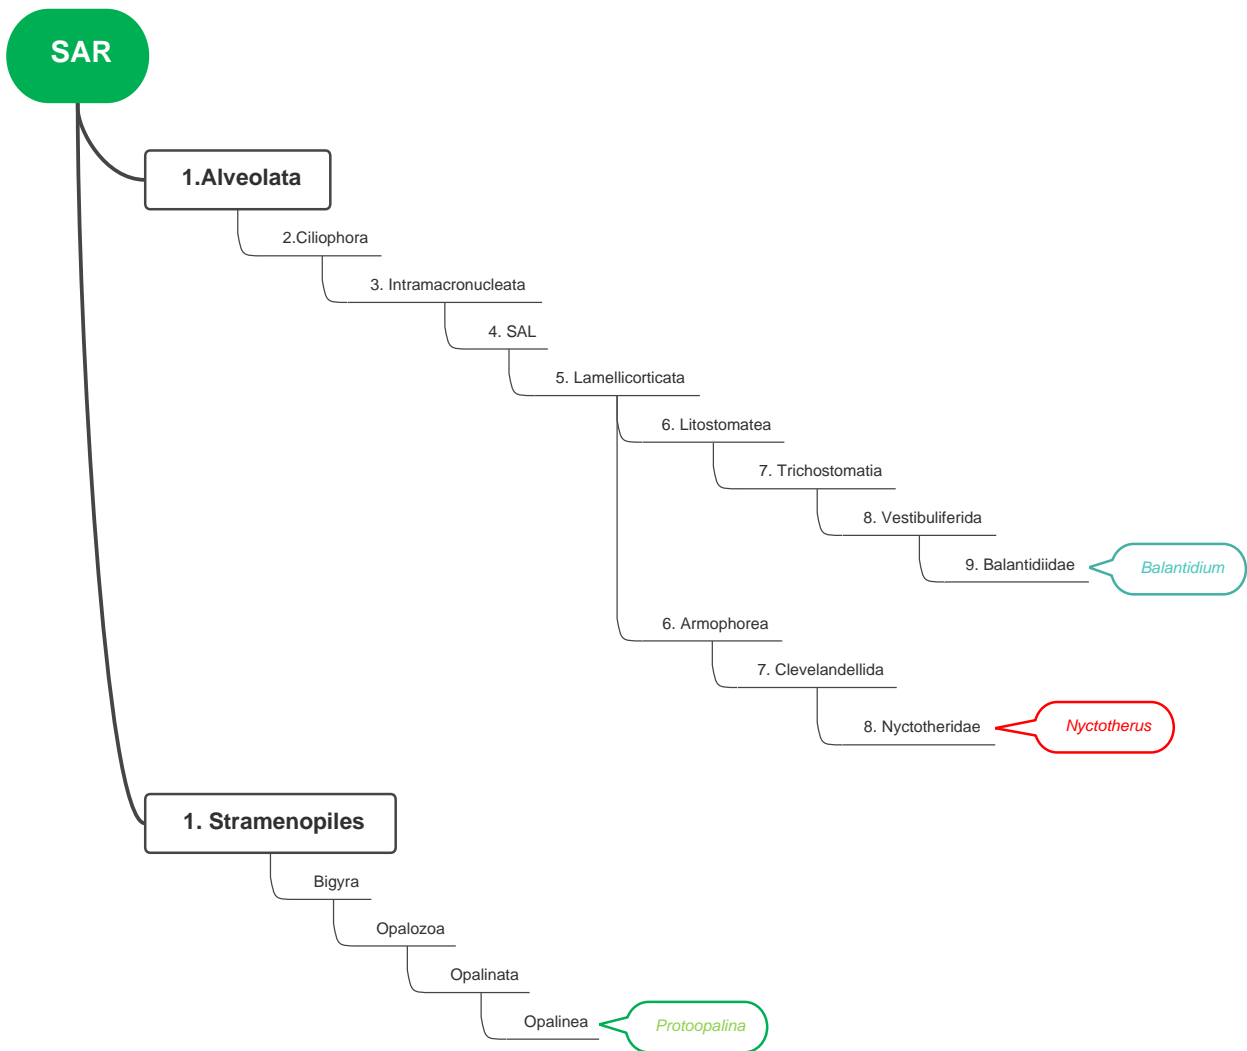 SAR
1.Alveolata
2.Ciliophora
3. Intramacronucleata
4. SAL
5. Lamellicorticata
6. Litostomatea
7. Trichostomatia
8. Vestibuliferida
9. Balantidiidae
Balantidium
6. Armophorea
7. Clevelandellida
8. Nyctotheridae
Nyctotherus
1. Stramenopiles
Bigyra
Opalozoa
Opalinata
Opalinea
Protoopalina